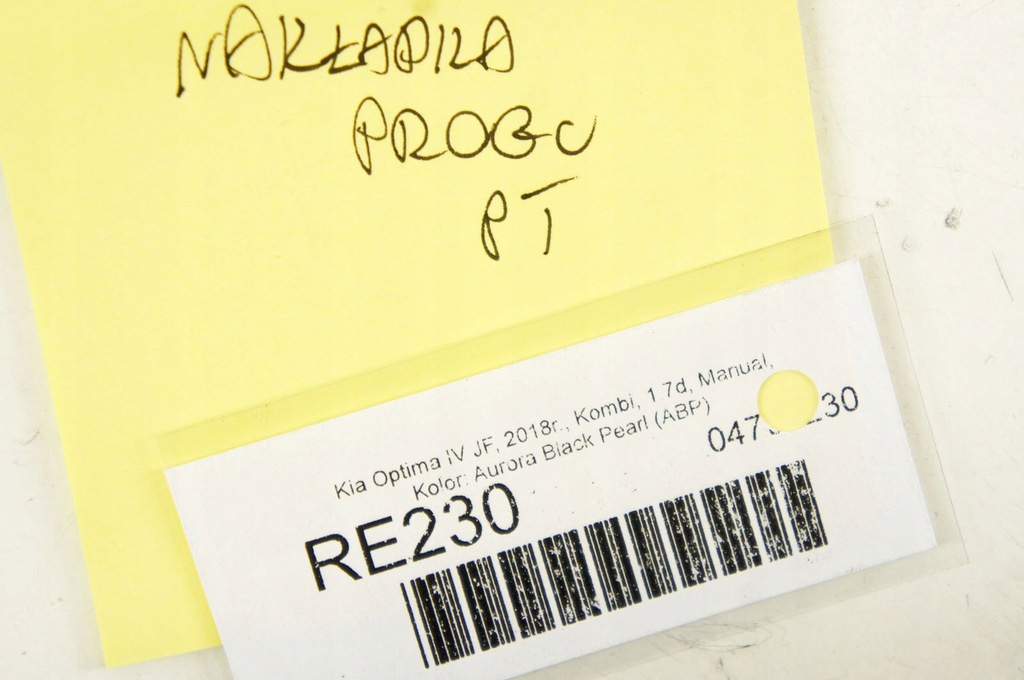 NAKŁADKA
PROGU
PT
Kia Optima IV JF, 2018r., Kombi, 1.7d, Manual,
Kolor: Aurora Black Pearl (ABP)
RE230